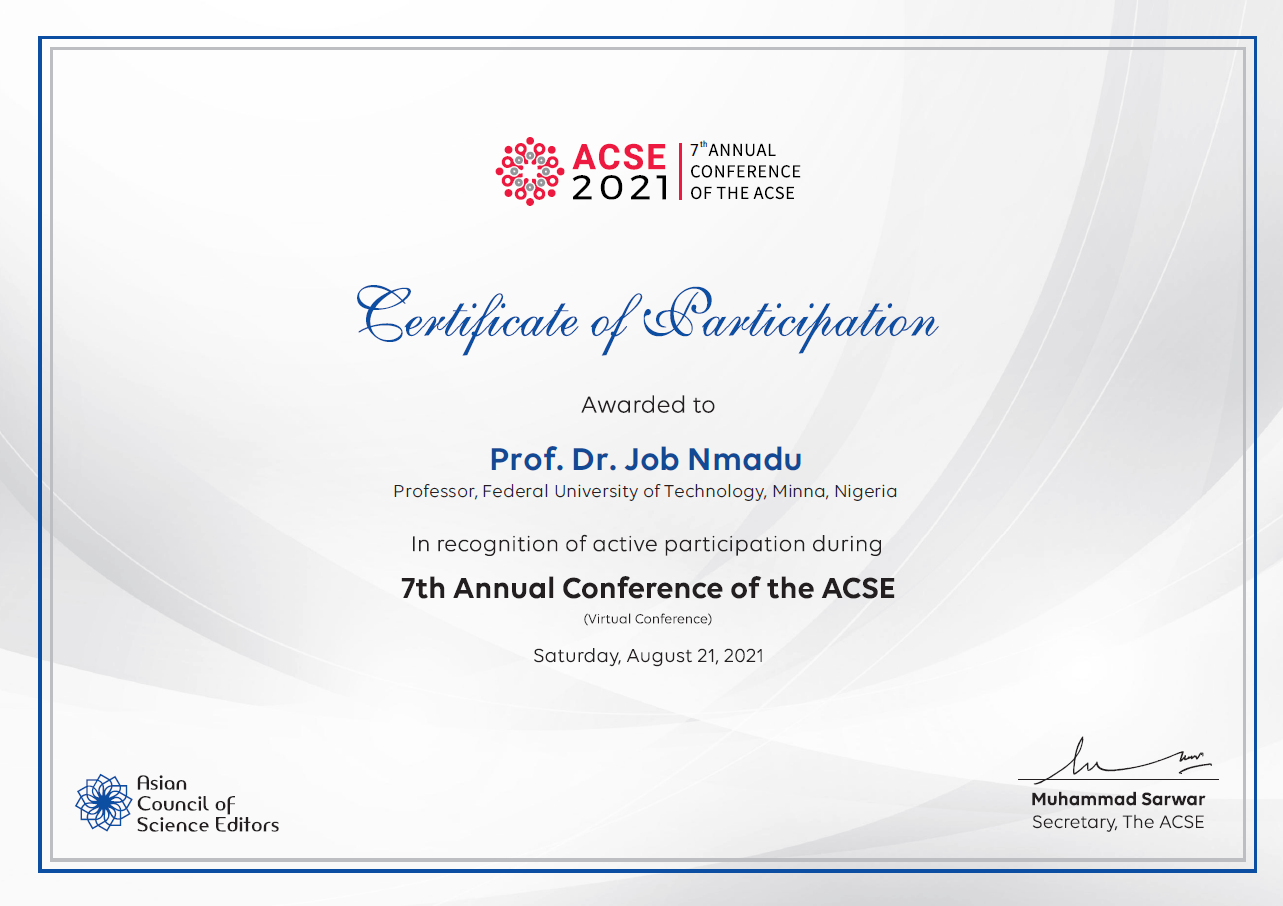 ACSE
2021
7th ANNUAL
CONFERENCE
OF THE ACSE
Certificate of Participation
Awarded to
Prof. Dr. Job Nmadu
Professor, Federal University of Technology, Minna, Nigeria
In recognition of active participation during
7th Annual Conference of the ACSE
(Virtual Conference)
Saturday, August 21, 2021
Asian
Council of
Science Editors
Muhammad Sarwar
Secretary, The ACSE